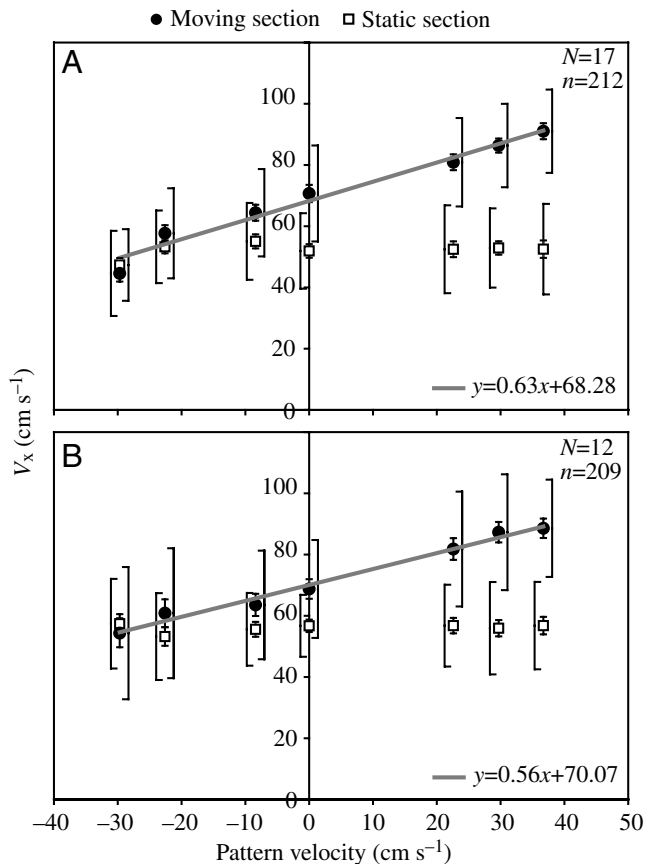 ● Moving section □ Static section
A
N=17
n=212
100
80
60
40
20
0
y=0.63x+68.28
Vx (cm s−1)
B
N=12
n=209
100
80
60
40
20
0
y=0.56x+70.07
−40 −30 −20 −10 0 10 20 30 40 50
Pattern velocity (cm s−1)